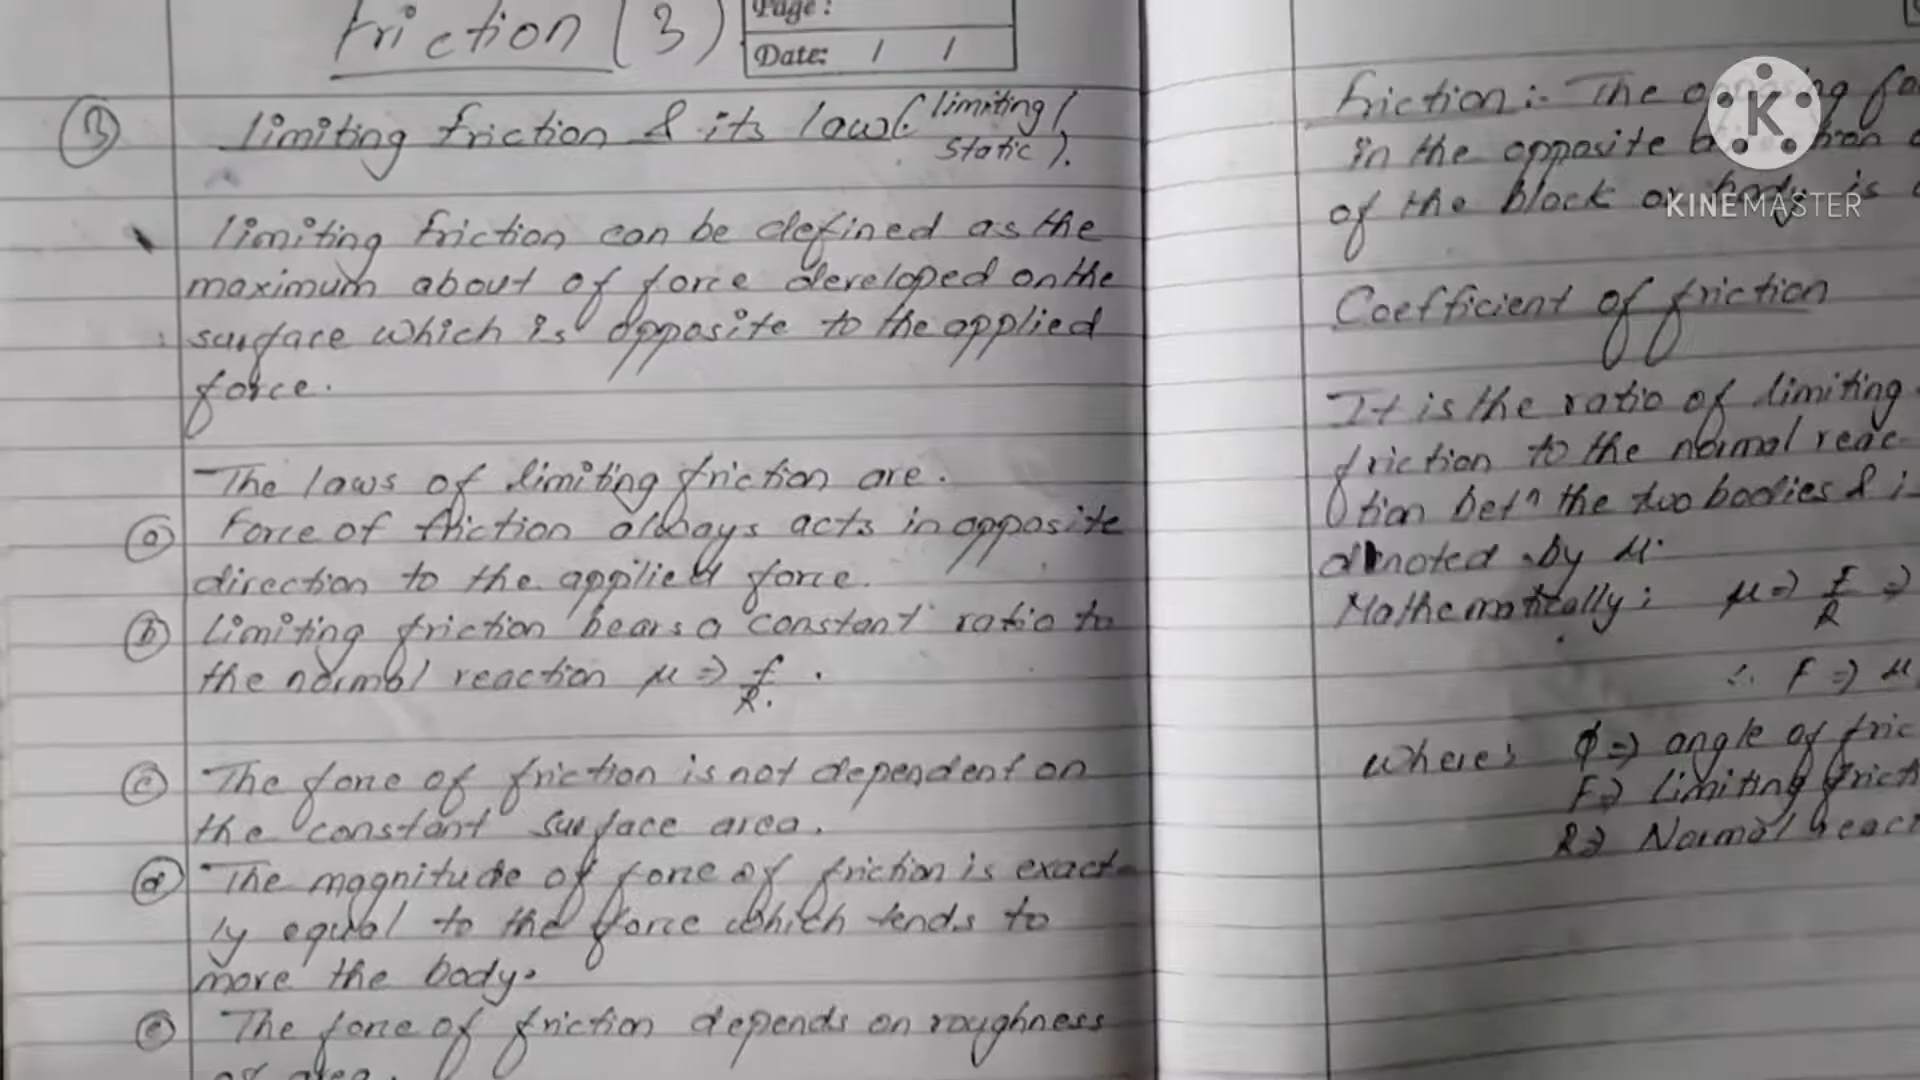 Friction (3)
Page:
Date: / /
(3) limiting friction & its law (limiting/
static).
limiting friction can be defined as the
maximum about of force developed on the
surface which is opposite to the applied
force.
The laws of limiting friction are.
(a) Force of friction always acts in opposite
direction to the applied force.
(b) limiting friction bears a constant ratio to
the normal reaction μ => f/R.
(c) The force of friction is not dependent on
the constant surface area.
(d) The magnitude of force of friction is exact-
ly equal to the force which tends to
move the body.
(e) The force of friction depends on roughness
of area.
friction :- The
in the opposite
of the block or body is
Coefficient of friction
It is the ratio of limiting
friction to the normal reac-
tion betn the two bodies & i
denoted by μ.
Mathematically: μ => F/R =>
∴ F => μ
where: φ => angle of fric
F => limiting frict
R => Normal react
KINEMASTER